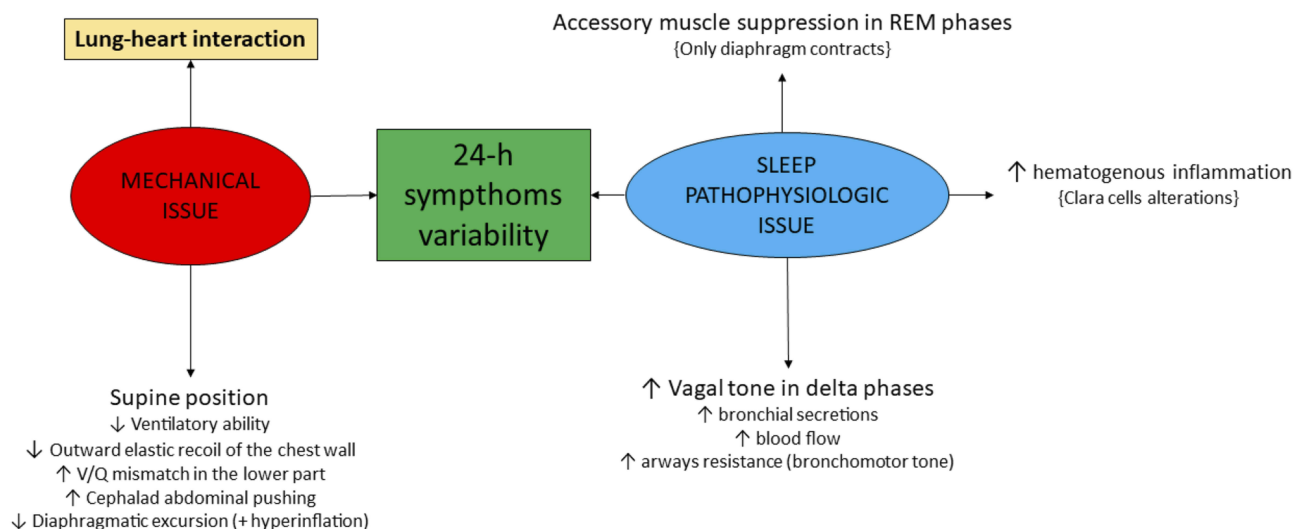 Lung-heart interaction
MECHANICAL
ISSUE
Supine position
↓ Ventilatory ability
↓ Outward elastic recoil of the chest wall
↑ V/Q mismatch in the lower part
↑ Cephalad abdominal pushing
↓ Diaphragmatic excursion (+ hyperinflation)
24-h
sympthoms
variability
Accessory muscle suppression in REM phases
{Only diaphragm contracts}
SLEEP
PATHOPHYSIOLOGIC
ISSUE
↑ hematogenous inflammation
{Clara cells alterations}
↑ Vagal tone in delta phases
↑ bronchial secretions
↑ blood flow
↑ arways resistance (bronchomotor tone)